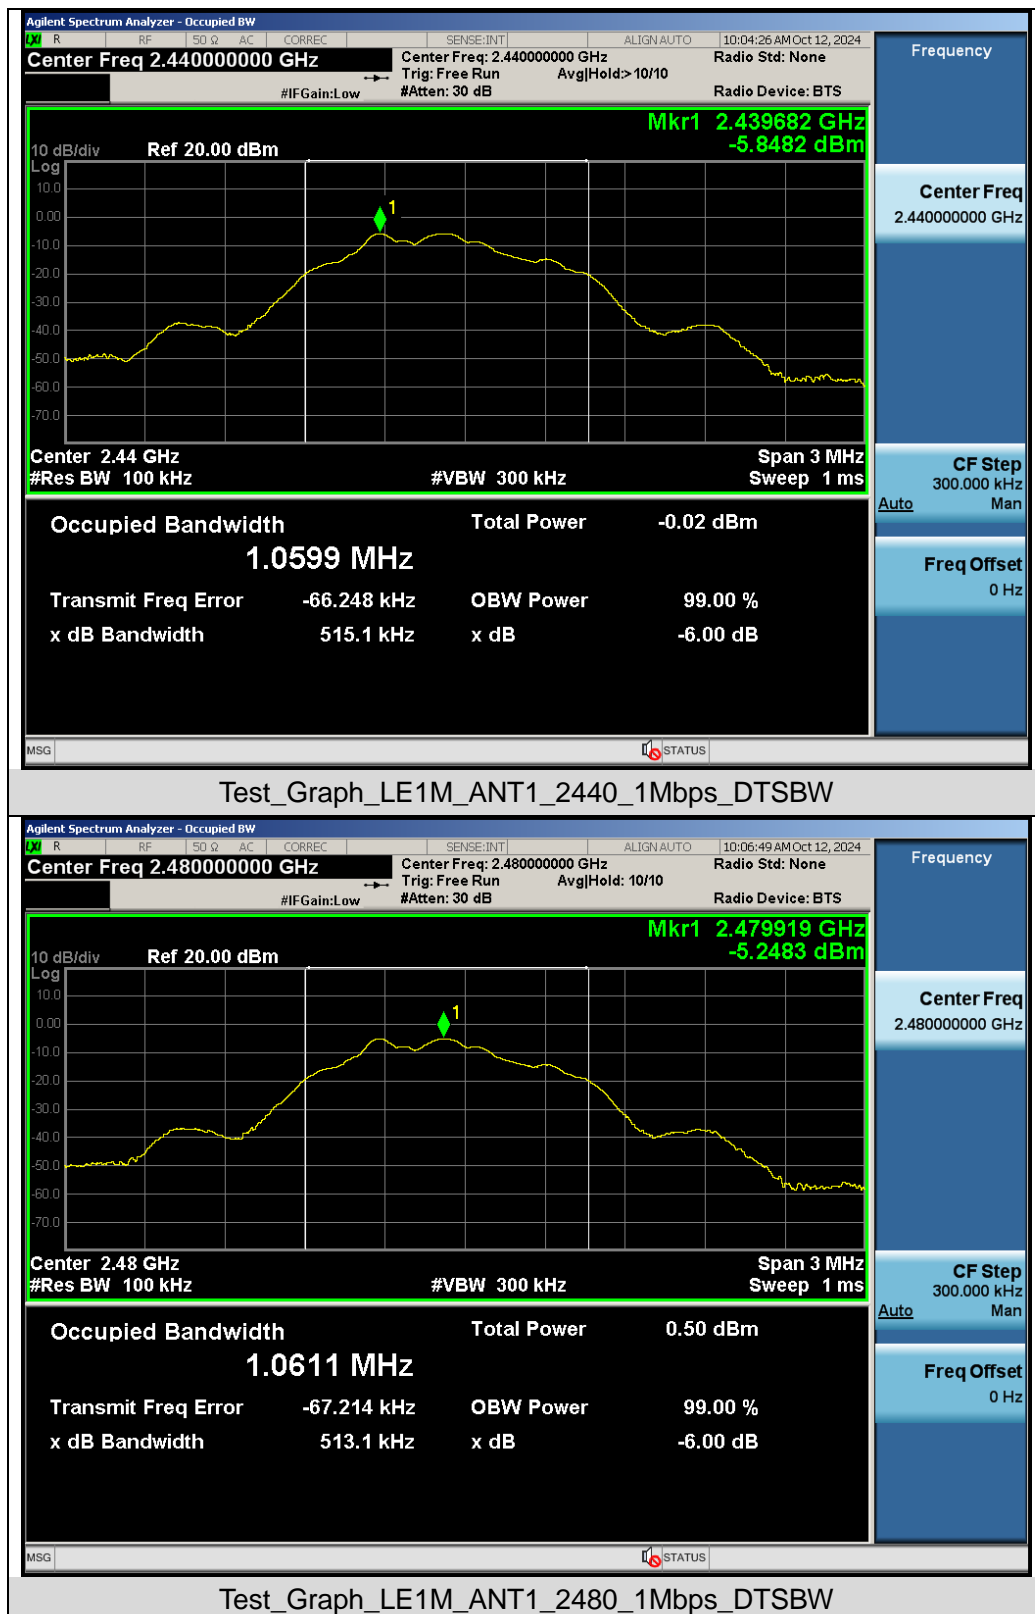 Agilent Spectrum Analyzer - Occupied BW
LXI R RF 50 Ω AC CORREC SENSE:INT ALIGN AUTO 10:04:26 AM Oct 12, 2024
Center Freq 2.440000000 GHz Center Freq: 2.440000000 GHz Radio Std: None
Trig: Free Run Avg|Hold:> 10/10
#IFGain:Low #Atten: 30 dB Radio Device: BTS
Frequency
Mkr1 2.439682 GHz
-5.8482 dBm
10 dB/div Ref 20.00 dBm
Log
10.0
0.00
-10.0
-20.0
-30.0
-40.0
-50.0
-60.0
-70.0
1
Center Freq
2.440000000 GHz
Center 2.44 GHz Span 3 MHz
#Res BW 100 kHz #VBW 300 kHz Sweep 1 ms
CF Step
300.000 kHz
Auto Man
Occupied Bandwidth Total Power -0.02 dBm
1.0599 MHz
Transmit Freq Error -66.248 kHz OBW Power 99.00 %
x dB Bandwidth 515.1 kHz x dB -6.00 dB
Freq Offset
0 Hz
MSG STATUS
Test_Graph_LE1M_ANT1_2440_1Mbps_DTSBW
Agilent Spectrum Analyzer - Occupied BW
LXI R RF 50 Ω AC CORREC SENSE:INT ALIGN AUTO 10:06:49 AM Oct 12, 2024
Center Freq 2.480000000 GHz Center Freq: 2.480000000 GHz Radio Std: None
Trig: Free Run Avg|Hold: 10/10
#IFGain:Low #Atten: 30 dB Radio Device: BTS
Frequency
Mkr1 2.479919 GHz
-5.2483 dBm
10 dB/div Ref 20.00 dBm
Log
10.0
0.00
-10.0
-20.0
-30.0
-40.0
-50.0
-60.0
-70.0
1
Center Freq
2.480000000 GHz
Center 2.48 GHz Span 3 MHz
#Res BW 100 kHz #VBW 300 kHz Sweep 1 ms
CF Step
300.000 kHz
Auto Man
Occupied Bandwidth Total Power 0.50 dBm
1.0611 MHz
Transmit Freq Error -67.214 kHz OBW Power 99.00 %
x dB Bandwidth 513.1 kHz x dB -6.00 dB
Freq Offset
0 Hz
MSG STATUS
Test_Graph_LE1M_ANT1_2480_1Mbps_DTSBW